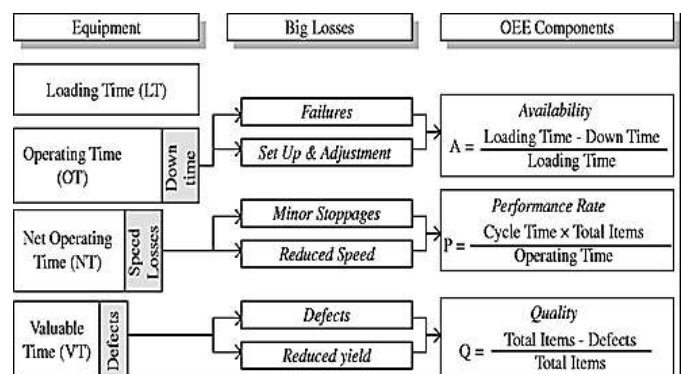 Equipment
Big Losses
OEE Components
Loading Time (LT)
Operating Time
(OT)
Down
time
Failures
Set Up & Adjustment
Availability
A = Loading Time - Down Time
Loading Time
Net Operating
Time (NT)
Speed
Losses
Minor Stoppages
Reduced Speed
Performance Rate
P = Cycle Time × Total Items
Operating Time
Valuable
Time (VT)
Defects
Defects
Reduced yield
Quality
Q = Total Items - Defects
Total Items